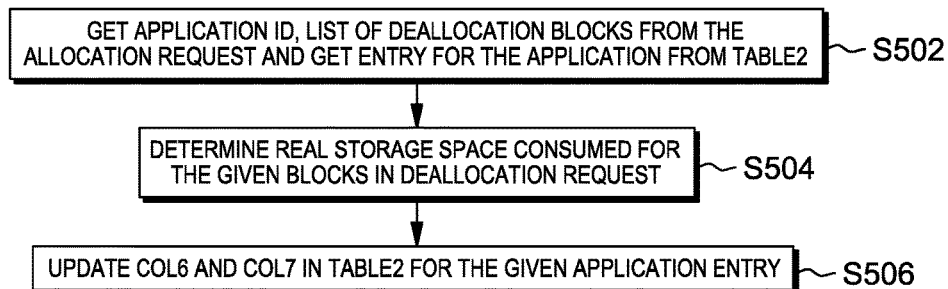 GET APPLICATION ID, LIST OF DEALLOCATION BLOCKS FROM THE
ALLOCATION REQUEST AND GET ENTRY FOR THE APPLICATION FROM TABLE2
S502
DETERMINE REAL STORAGE SPACE CONSUMED FOR
THE GIVEN BLOCKS IN DEALLOCATION REQUEST
S504
UPDATE COL6 AND COL7 IN TABLE2 FOR THE GIVEN APPLICATION ENTRY
S506